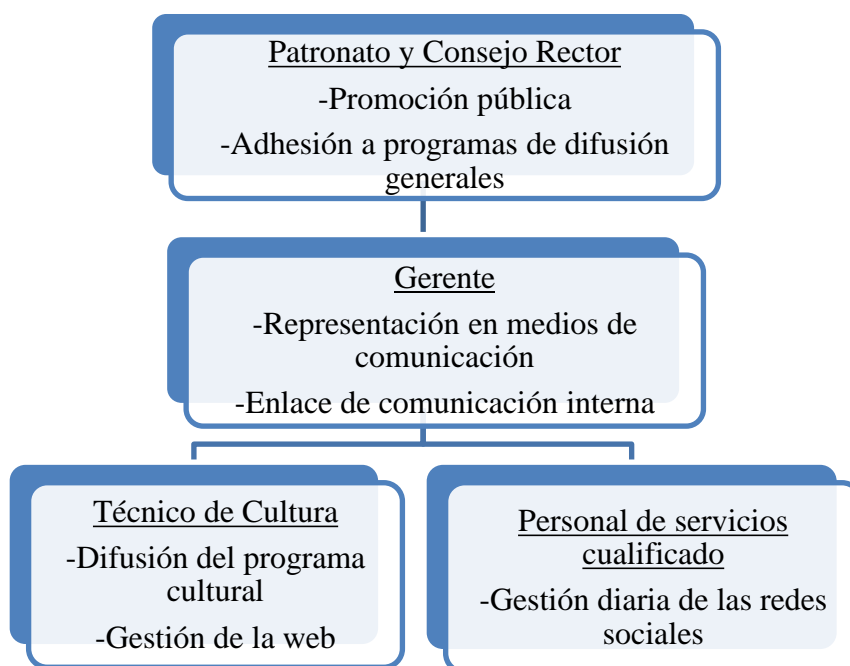 Patronato y Consejo Rector
-Promoción pública
-Adhesión a programas de difusión
generales
Gerente
-Representación en medios de
comunicación
-Enlace de comunicación interna
Técnico de Cultura
-Difusión del programa
cultural
-Gestión de la web
Personal de servicios
cualificado
-Gestión diaria de las redes
sociales